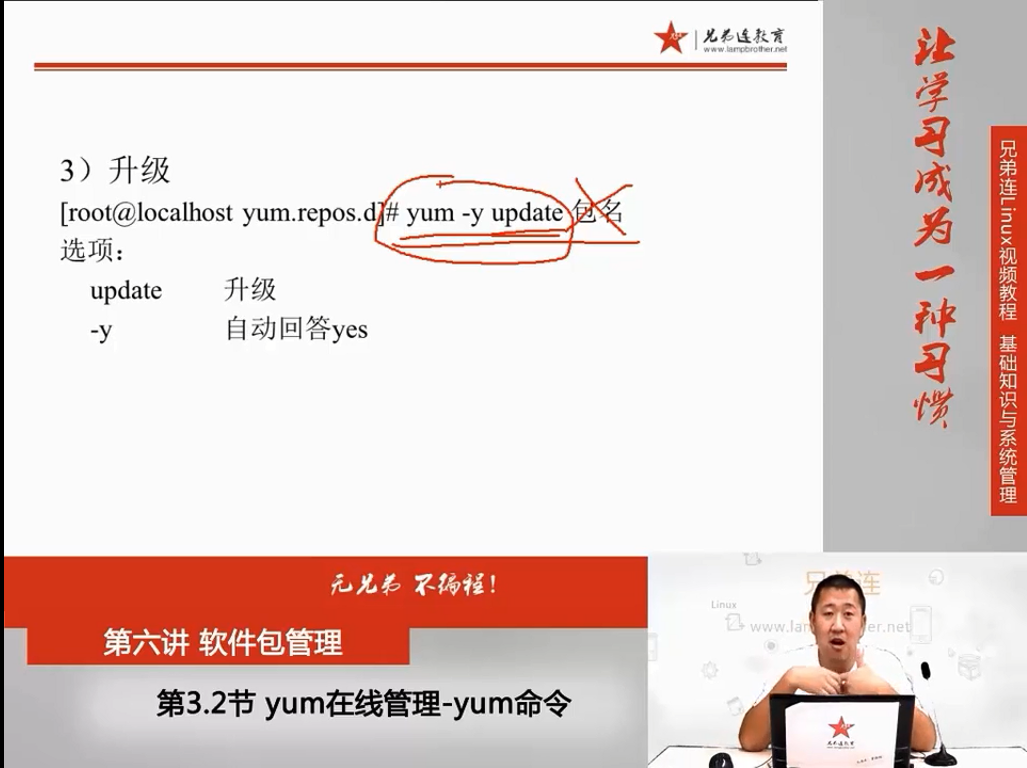 兄弟连教育
www.lampbrother.net
3）升级
[root@localhost yum.repos.d]# yum -y update 包名
选项：
update 升级
-y 自动回答yes
让学习成为一种习惯
兄弟连Linux视频教程 基础知识与系统管理
无兄弟 不编程！
第六讲 软件包管理
第3.2节 yum在线管理-yum命令
兄弟连
Linux
兄弟连教育